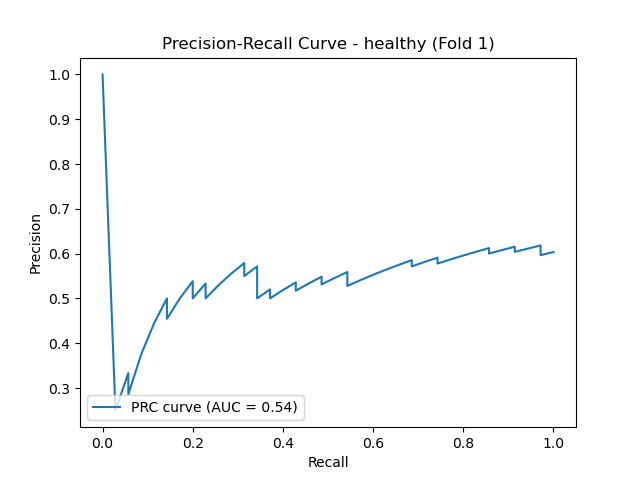 Precision-Recall Curve - healthy (Fold 1)
1.0
0.9
0.8
0.7
0.6
0.5
0.4
0.3
Precision
PRC curve (AUC = 0.54)
0.0 0.2 0.4 0.6 0.8 1.0
Recall